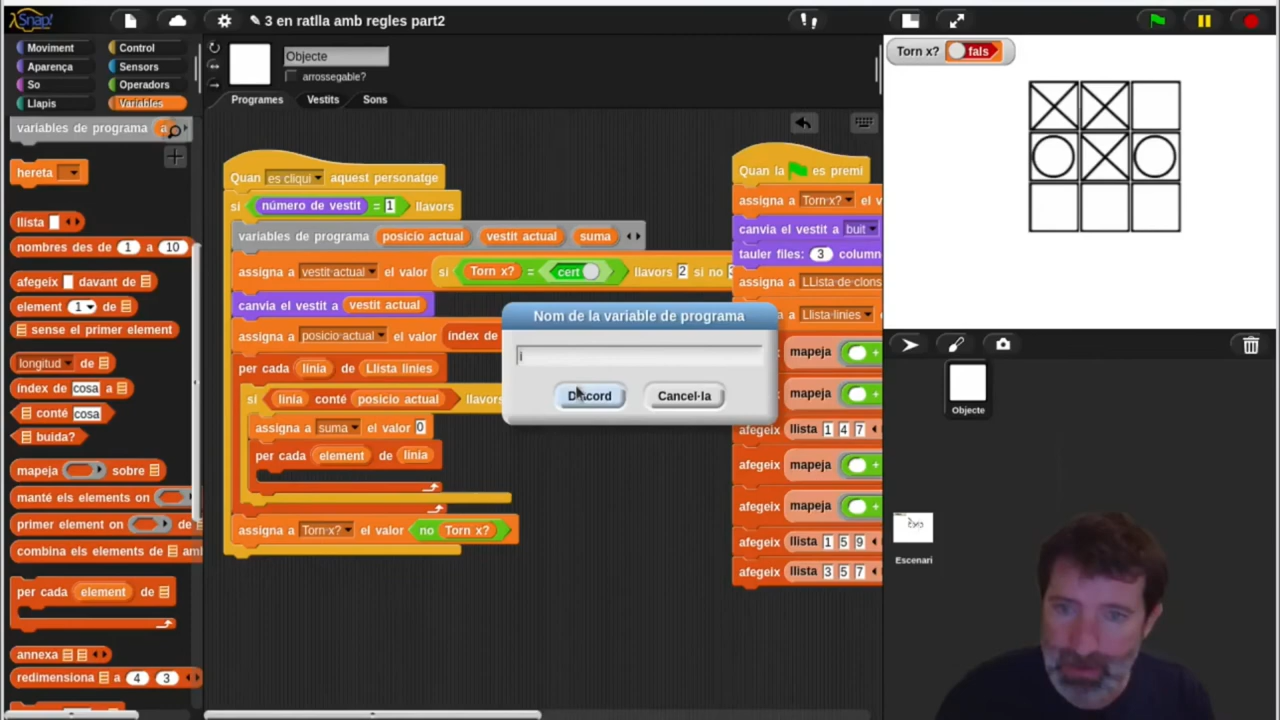 Snap!
3 en ratlla amb regles part2
Moviment
Control
Aparença
Sensors
So
Operadors
Llapis
Variables
variables de programa
hereta
llista
nombres des de 1 a 10
afegeix davant de
element 1 de
sense el primer element
longitud de
índex de cosa a
conté cosa
buida?
mapeja sobre
manté els elements on
primer element on de
combina els elements de
per cada element de
annexa
redimensiona a 4 3
Objecte
arrossegable?
Programes
Vestits
Sons
Quan es cliqui aquest personatge
si número de vestit = 1 llavors
variables de programa posicio actual vestit actual suma
assigna a vestit actual el valor si Torn x? = cert llavors 2 si no
canvia el vestit a vestit actual
assigna a posicio actual el valor índex de
per cada linia de Llista linies
si linia conté posicio actual llavors
assigna a suma el valor 0
per cada element de linia
assigna a Torn x? el valor no Torn x?
Nom de la variable de programa
i
D'acord
Cancel·la
Quan la es premi
assigna a Torn x? el v
canvia el vestit a buit
tauler files: 3 column
assigna a LLista de clons
assigna a Llista linies
afegeix mapeja +
afegeix mapeja +
afegeix llista 1 4 7
afegeix mapeja +
afegeix mapeja +
afegeix llista 1 5 9
afegeix llista 3 5 7
Torn x? fals
Objecte
Escenari